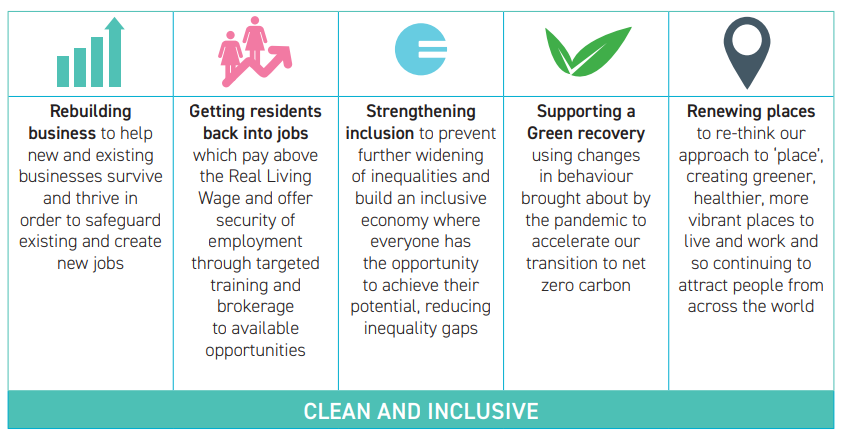 Rebuilding
business to help
new and existing
businesses survive
and thrive in
order to safeguard
existing and create
new jobs
Getting residents
back into jobs
which pay above
the Real Living
Wage and offer
security of
employment
through targeted
training and
brokerage
to available
opportunities
Strengthening
inclusion to prevent
further widening
of inequalities and
build an inclusive
economy where
everyone has
the opportunity
to achieve their
potential, reducing
inequality gaps
Supporting a
Green recovery
using changes
in behaviour
brought about by
the pandemic to
accelerate our
transition to net
zero carbon
Renewing places
to re-think our
approach to 'place',
creating greener,
healthier, more
vibrant places to
live and work and
so continuing to
attract people from
across the world
CLEAN AND INCLUSIVE